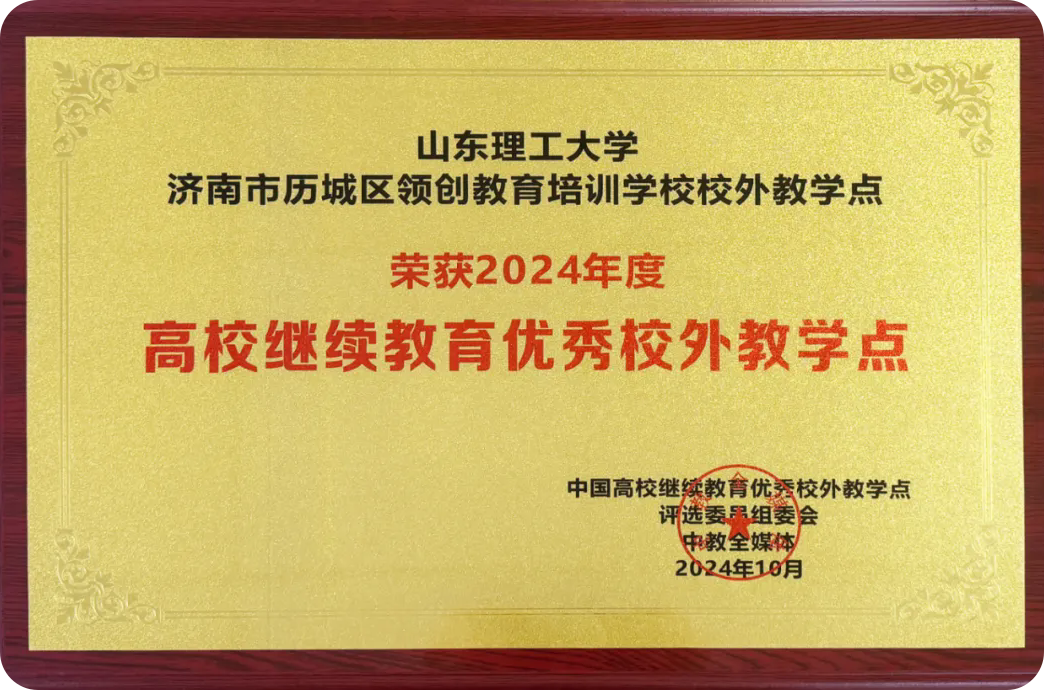 山东理工大学
济南市历城区领创教育培训学校校外教学点
荣获2024年度
高校继续教育优秀校外教学点
中国高校继续教育优秀校外教学点
评选委员组委会
中教全媒体
2024年10月